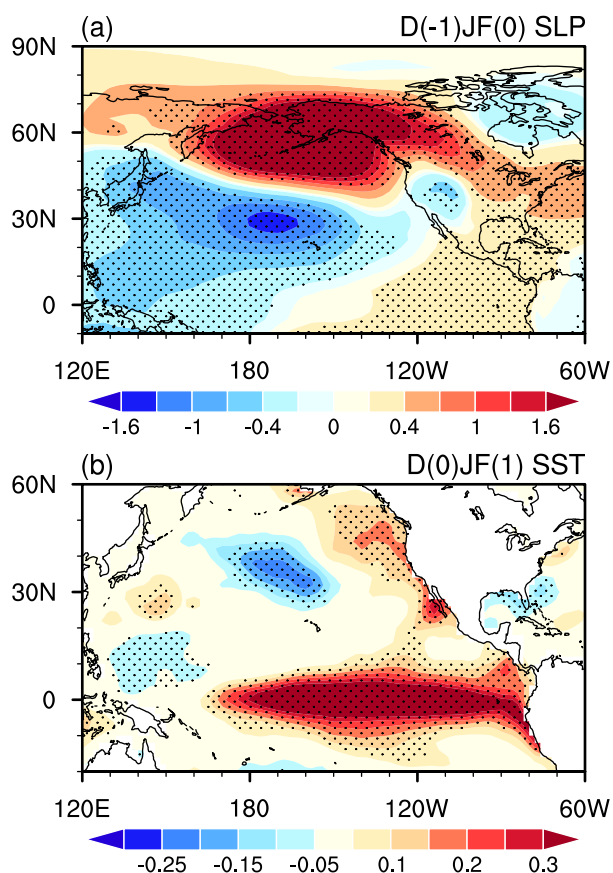 (a) D(-1)JF(0) SLP
90N
60N
30N
0
120E 180 120W 60W
-1.6 -1 -0.4 0 0.4 1 1.6
(b) D(0)JF(1) SST
60N
30N
0
120E 180 120W 60W
-0.25 -0.15 -0.05 0.1 0.2 0.3